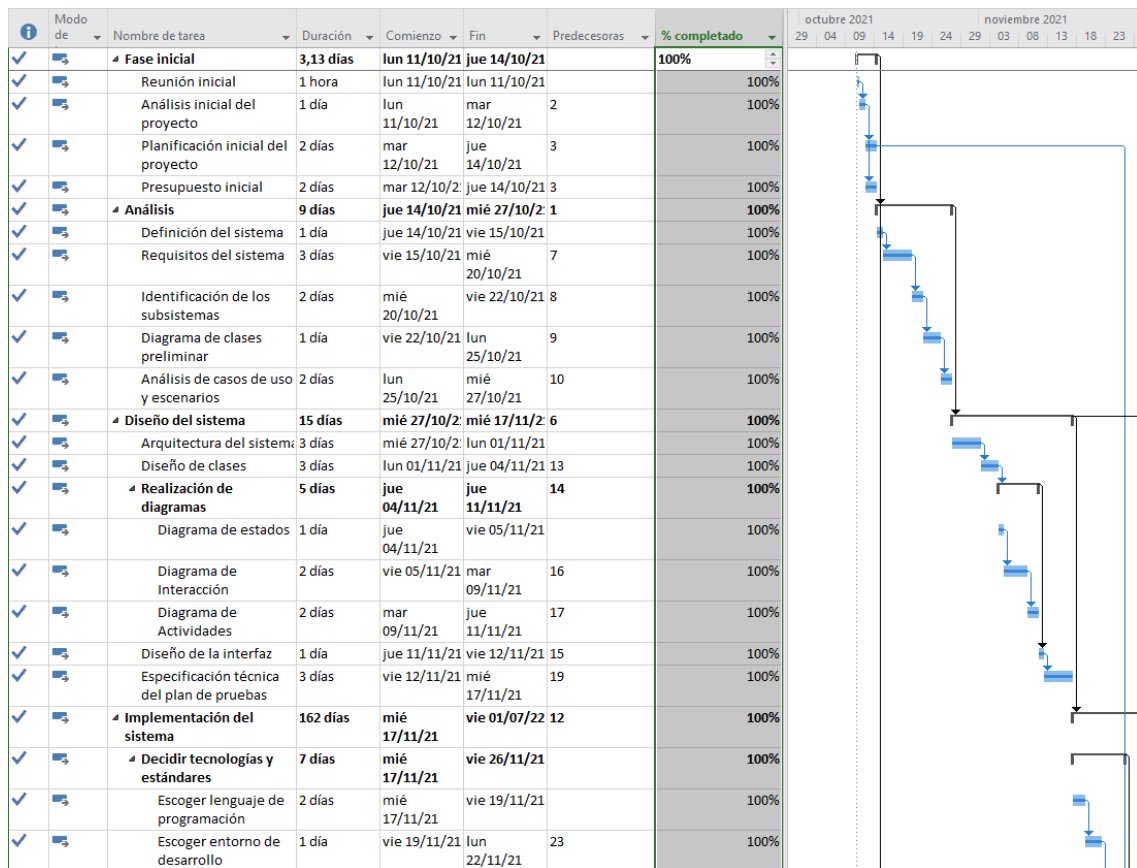 Modo de
Nombre de tarea Duración Comienzo Fin Predecesoras % completado
octubre 2021 noviembre 2021
29 04 09 14 19 24 29 03 08 13 18 23
Fase inicial 3,13 días lun 11/10/21 jue 14/10/21 100%
Reunión inicial 1 hora lun 11/10/21 lun 11/10/21 100%
Análisis inicial del 1 día lun mar 2 100%
proyecto 11/10/21 12/10/21
Planificación inicial del 2 días mar jue 3 100%
proyecto 12/10/21 14/10/21
Presupuesto inicial 2 días mar 12/10/2 jue 14/10/21 3 100%
Análisis 9 días jue 14/10/21 mié 27/10/2 1 100%
Definición del sistema 1 día jue 14/10/21 vie 15/10/21 100%
Requisitos del sistema 3 días vie 15/10/21 mié 7 100%
20/10/21
Identificación de los 2 días mié vie 22/10/21 8 100%
subsistemas 20/10/21
Diagrama de clases 1 día vie 22/10/21 lun 9 100%
preliminar 25/10/21
Análisis de casos de uso 2 días lun mié 10 100%
y escenarios 25/10/21 27/10/21
Diseño del sistema 15 días mié 27/10/2 mié 17/11/2 6 100%
Arquitectura del sistema 3 días mié 27/10/2 lun 01/11/21 100%
Diseño de clases 3 días lun 01/11/21 jue 04/11/21 13 100%
Realización de 5 días jue jue 14 100%
diagramas 04/11/21 11/11/21
Diagrama de estados 1 día jue vie 05/11/21 100%
04/11/21
Diagrama de 2 días vie 05/11/21 mar 16 100%
Interacción 09/11/21
Diagrama de 2 días mar jue 17 100%
Actividades 09/11/21 11/11/21
Diseño de la interfaz 1 día jue 11/11/21 vie 12/11/21 15 100%
Especificación técnica 3 días vie 12/11/21 mié 19 100%
del plan de pruebas 17/11/21
Implementación del 162 días mié vie 01/07/22 12 100%
sistema 17/11/21
Decidir tecnologías y 7 días mié vie 26/11/21 100%
estándares 17/11/21
Escoger lenguaje de 2 días mié vie 19/11/21 100%
programación 17/11/21
Escoger entorno de 1 día vie 19/11/21 lun 23 100%
desarrollo 22/11/21